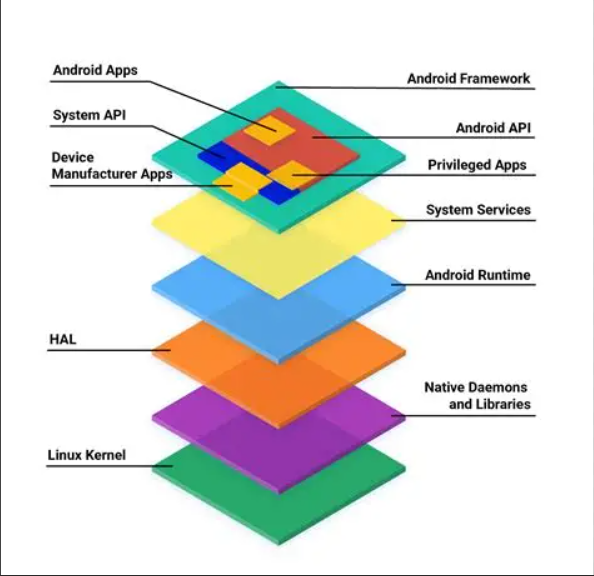 Android Apps
Android Framework
System API
Android API
Device
Manufacturer Apps
Privileged Apps
System Services
Android Runtime
HAL
Native Daemons
and Libraries
Linux Kernel